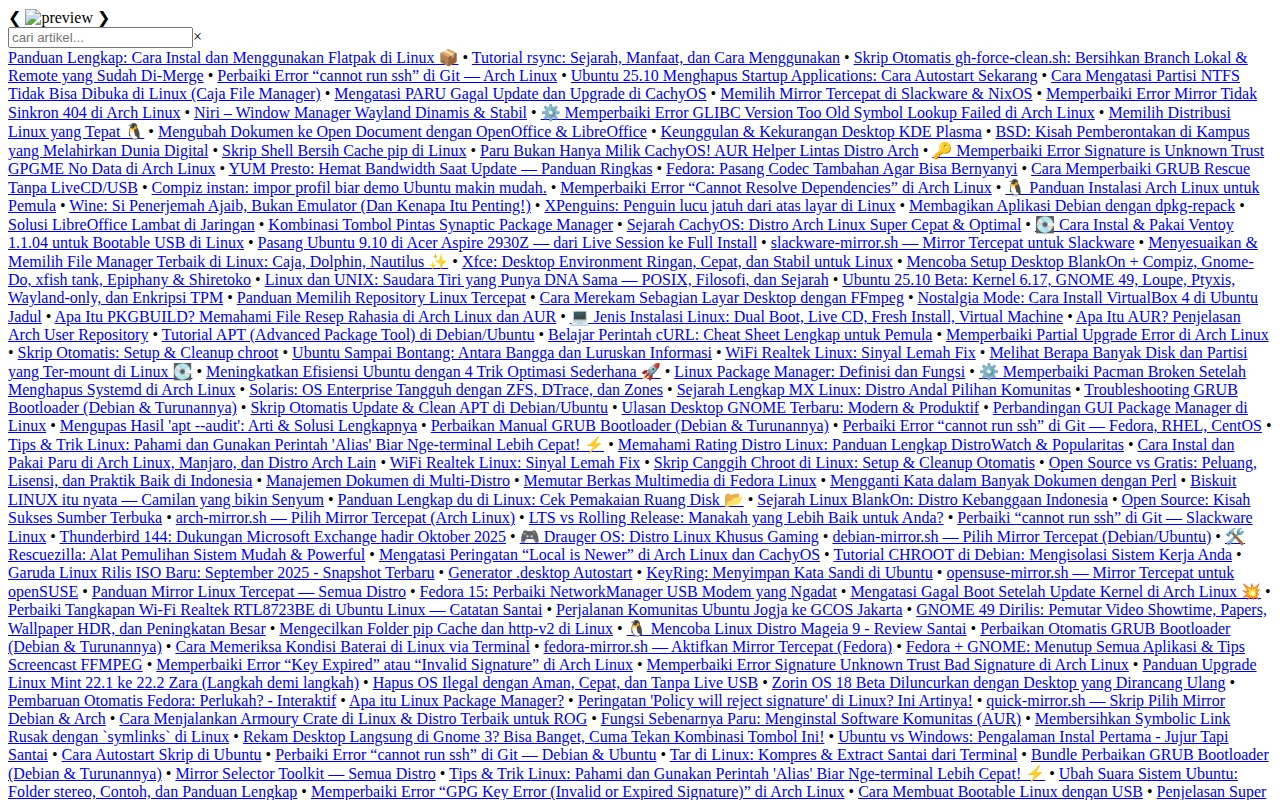 ❮ preview ❯
cari artikel... ×
Panduan Lengkap: Cara Instal dan Menggunakan Flatpak di Linux 📦 • Tutorial rsync: Sejarah, Manfaat, dan Cara Menggunakan • Skrip Otomatis gh-force-clean.sh: Bersihkan Branch Lokal &
Remote yang Sudah Di-Merge • Perbaiki Error “cannot run ssh” di Git — Arch Linux • Ubuntu 25.10 Menghapus Startup Applications: Cara Autostart Sekarang • Cara Mengatasi Partisi NTFS
Tidak Bisa Dibuka di Linux (Caja File Manager) • Mengatasi PARU Gagal Update dan Upgrade di CachyOS • Memilih Mirror Tercepat di Slackware & NixOS • Memperbaiki Error Mirror Tidak
Sinkron 404 di Arch Linux • Niri – Window Manager Wayland Dinamis & Stabil • ⚙️ Memperbaiki Error GLIBC Version Too Old Symbol Lookup Failed di Arch Linux • Memilih Distribusi
Linux yang Tepat 🐧 • Mengubah Dokumen ke Open Document dengan OpenOffice & LibreOffice • Keunggulan & Kekurangan Desktop KDE Plasma • BSD: Kisah Pemberontakan di Kampus
yang Melahirkan Dunia Digital • Skrip Shell Bersih Cache pip di Linux • Paru Bukan Hanya Milik CachyOS! AUR Helper Lintas Distro Arch • 🔑 Memperbaiki Error Signature is Unknown Trust
GPGME No Data di Arch Linux • YUM Presto: Hemat Bandwidth Saat Update — Panduan Ringkas • Fedora: Pasang Codec Tambahan Agar Bisa Bernyanyi • Cara Memperbaiki GRUB Rescue
Tanpa LiveCD/USB • Compiz instan: impor profil biar demo Ubuntu makin mudah. • Memperbaiki Error “Cannot Resolve Dependencies” di Arch Linux • 🐧 Panduan Instalasi Arch Linux untuk
Pemula • Wine: Si Penerjemah Ajaib, Bukan Emulator (Dan Kenapa Itu Penting!) • XPenguins: Penguin lucu jatuh dari atas layar di Linux • Membagikan Aplikasi Debian dengan dpkg-repack •
Solusi LibreOffice Lambat di Jaringan • Kombinasi Tombol Pintas Synaptic Package Manager • Sejarah CachyOS: Distro Arch Linux Super Cepat & Optimal • 💽 Cara Instal & Pakai Ventoy
1.1.04 untuk Bootable USB di Linux • Pasang Ubuntu 9.10 di Acer Aspire 2930Z — dari Live Session ke Full Install • slackware-mirror.sh — Mirror Tercepat untuk Slackware • Menyesuaikan &
Memilih File Manager Terbaik di Linux: Caja, Dolphin, Nautilus ✨ • Xfce: Desktop Environment Ringan, Cepat, dan Stabil untuk Linux • Mencoba Setup Desktop BlankOn + Compiz, Gnome-
Do, xfish tank, Epiphany & Shiretoko • Linux dan UNIX: Saudara Tiri yang Punya DNA Sama — POSIX, Filosofi, dan Sejarah • Ubuntu 25.10 Beta: Kernel 6.17, GNOME 49, Loupe, Ptyxis,
Wayland-only, dan Enkripsi TPM • Panduan Memilih Repository Linux Tercepat • Cara Merekam Sebagian Layar Desktop dengan FFmpeg • Nostalgia Mode: Cara Install VirtualBox 4 di Ubuntu
Jadul • Apa Itu PKGBUILD? Memahami File Resep Rahasia di Arch Linux dan AUR • 💻 Jenis Instalasi Linux: Dual Boot, Live CD, Fresh Install, Virtual Machine • Apa Itu AUR? Penjelasan
Arch User Repository • Tutorial APT (Advanced Package Tool) di Debian/Ubuntu • Belajar Perintah cURL: Cheat Sheet Lengkap untuk Pemula • Memperbaiki Partial Upgrade Error di Arch Linux
• Skrip Otomatis: Setup & Cleanup chroot • Ubuntu Sampai Bontang: Antara Bangga dan Luruskan Informasi • WiFi Realtek Linux: Sinyal Lemah Fix • Melihat Berapa Banyak Disk dan Partisi
yang Ter-mount di Linux 💽 • Meningkatkan Efisiensi Ubuntu dengan 4 Trik Optimasi Sederhana 🚀 • Linux Package Manager: Definisi dan Fungsi • ⚙️ Memperbaiki Pacman Broken Setelah
Menghapus Systemd di Arch Linux • Solaris: OS Enterprise Tangguh dengan ZFS, DTrace, dan Zones • Sejarah Lengkap MX Linux: Distro Andal Pilihan Komunitas • Troubleshooting GRUB
Bootloader (Debian & Turunannya) • Skrip Otomatis Update & Clean APT di Debian/Ubuntu • Ulasan Desktop GNOME Terbaru: Modern & Produktif • Perbandingan GUI Package Manager di
Linux • Mengupas Hasil 'apt --audit': Arti & Solusi Lengkapnya • Perbaikan Manual GRUB Bootloader (Debian & Turunannya) • Perbaiki Error “cannot run ssh” di Git — Fedora, RHEL, CentOS •
Tips & Trik Linux: Pahami dan Gunakan Perintah 'Alias' Biar Nge-terminal Lebih Cepat! ⚡ • Memahami Rating Distro Linux: Panduan Lengkap DistroWatch & Popularitas • Cara Instal dan
Pakai Paru di Arch Linux, Manjaro, dan Distro Arch Lain • WiFi Realtek Linux: Sinyal Lemah Fix • Skrip Canggih Chroot di Linux: Setup & Cleanup Otomatis • Open Source vs Gratis: Peluang,
Lisensi, dan Praktik Baik di Indonesia • Manajemen Dokumen di Multi-Distro • Memutar Berkas Multimedia di Fedora Linux • Mengganti Kata dalam Banyak Dokumen dengan Perl • Biskuit
LINUX itu nyata — Camilan yang bikin Senyum • Panduan Lengkap du di Linux: Cek Pemakaian Ruang Disk 📂 • Sejarah Linux BlankOn: Distro Kebanggaan Indonesia • Open Source: Kisah
Sukses Sumber Terbuka • arch-mirror.sh — Pilih Mirror Tercepat (Arch Linux) • LTS vs Rolling Release: Manakah yang Lebih Baik untuk Anda? • Perbaiki “cannot run ssh” di Git — Slackware
Linux • Thunderbird 144: Dukungan Microsoft Exchange hadir Oktober 2025 • 🎮 Drauger OS: Distro Linux Khusus Gaming • debian-mirror.sh — Pilih Mirror Tercepat (Debian/Ubuntu) • 🛠️
Rescuezilla: Alat Pemulihan Sistem Mudah & Powerful • Mengatasi Peringatan “Local is Newer” di Arch Linux dan CachyOS • Tutorial CHROOT di Debian: Mengisolasi Sistem Kerja Anda •
Garuda Linux Rilis ISO Baru: September 2025 - Snapshot Terbaru • Generator .desktop Autostart • KeyRing: Menyimpan Kata Sandi di Ubuntu • opensuse-mirror.sh — Mirror Tercepat untuk
openSUSE • Panduan Mirror Linux Tercepat — Semua Distro • Fedora 15: Perbaiki NetworkManager USB Modem yang Ngadat • Mengatasi Gagal Boot Setelah Update Kernel di Arch Linux 💥 •
Perbaiki Tangkapan Wi-Fi Realtek RTL8723BE di Ubuntu Linux — Catatan Santai • Perjalanan Komunitas Ubuntu Jogja ke GCOS Jakarta • GNOME 49 Dirilis: Pemutar Video Showtime, Papers,
Wallpaper HDR, dan Peningkatan Besar • Mengecilkan Folder pip Cache dan http-v2 di Linux • 🐧 Mencoba Linux Distro Mageia 9 - Review Santai • Perbaikan Otomatis GRUB Bootloader
(Debian & Turunannya) • Cara Memeriksa Kondisi Baterai di Linux via Terminal • fedora-mirror.sh — Aktifkan Mirror Tercepat (Fedora) • Fedora + GNOME: Menutup Semua Aplikasi & Tips
Screencast FFMPEG • Memperbaiki Error “Key Expired” atau “Invalid Signature” di Arch Linux • Memperbaiki Error Signature Unknown Trust Bad Signature di Arch Linux • Panduan Upgrade
Linux Mint 22.1 ke 22.2 Zara (Langkah demi langkah) • Hapus OS Ilegal dengan Aman, Cepat, dan Tanpa Live USB • Zorin OS 18 Beta Diluncurkan dengan Desktop yang Dirancang Ulang •
Pembaruan Otomatis Fedora: Perlukah? - Interaktif • Apa itu Linux Package Manager? • Peringatan 'Policy will reject signature' di Linux? Ini Artinya! • quick-mirror.sh — Skrip Pilih Mirror
Debian & Arch • Cara Menjalankan Armoury Crate di Linux & Distro Terbaik untuk ROG • Fungsi Sebenarnya Paru: Menginstal Software Komunitas (AUR) • Membersihkan Symbolic Link
Rusak dengan `symlinks` di Linux • Rekam Desktop Langsung di Gnome 3? Bisa Banget, Cuma Tekan Kombinasi Tombol Ini! • Ubuntu vs Windows: Pengalaman Instal Pertama - Jujur Tapi
Santai • Cara Autostart Skrip di Ubuntu • Perbaiki Error “cannot run ssh” di Git — Debian & Ubuntu • Tar di Linux: Kompres & Extract Santai dari Terminal • Bundle Perbaikan GRUB Bootloader
(Debian & Turunannya) • Mirror Selector Toolkit — Semua Distro • Tips & Trik Linux: Pahami dan Gunakan Perintah 'Alias' Biar Nge-terminal Lebih Cepat! ⚡ • Ubah Suara Sistem Ubuntu:
Folder stereo, Contoh, dan Panduan Lengkap • Memperbaiki Error “GPG Key Error (Invalid or Expired Signature)” di Arch Linux • Cara Membuat Bootable Linux dengan USB • Penjelasan Super